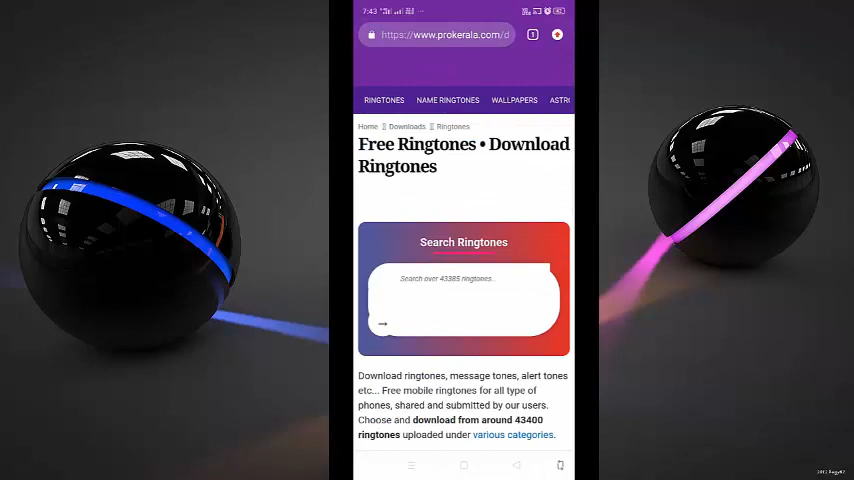 7:43
https://www.prokerala.com/d
1
RINGTONES NAME RINGTONES WALLPAPERS ASTR
Home Downloads Ringtones
Free Ringtones • Download
Ringtones
Search Ringtones
Search over 43385 ringtones..
→
Download ringtones, message tones, alert tones
etc... Free mobile ringtones for all type of
phones, shared and submitted by our users.
Choose and download from around 43400
ringtones uploaded under various categories.